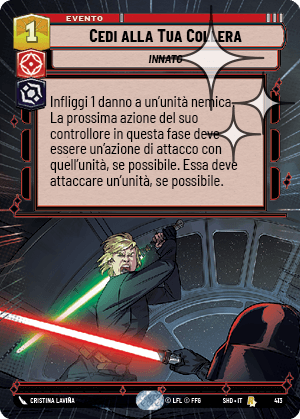 EVENTO
1
CEDI ALLA TUA COLLERA
INNATO
Infliggi 1 danno a un'unità nemica.
La prossima azione del suo
controllore in questa fase deve
essere un'azione di attacco con
quell'unità, se possibile. Essa deve
attaccare un'unità, se possibile.
CRISTINA LAVIÑA © LFL © FFG SHD • IT 413